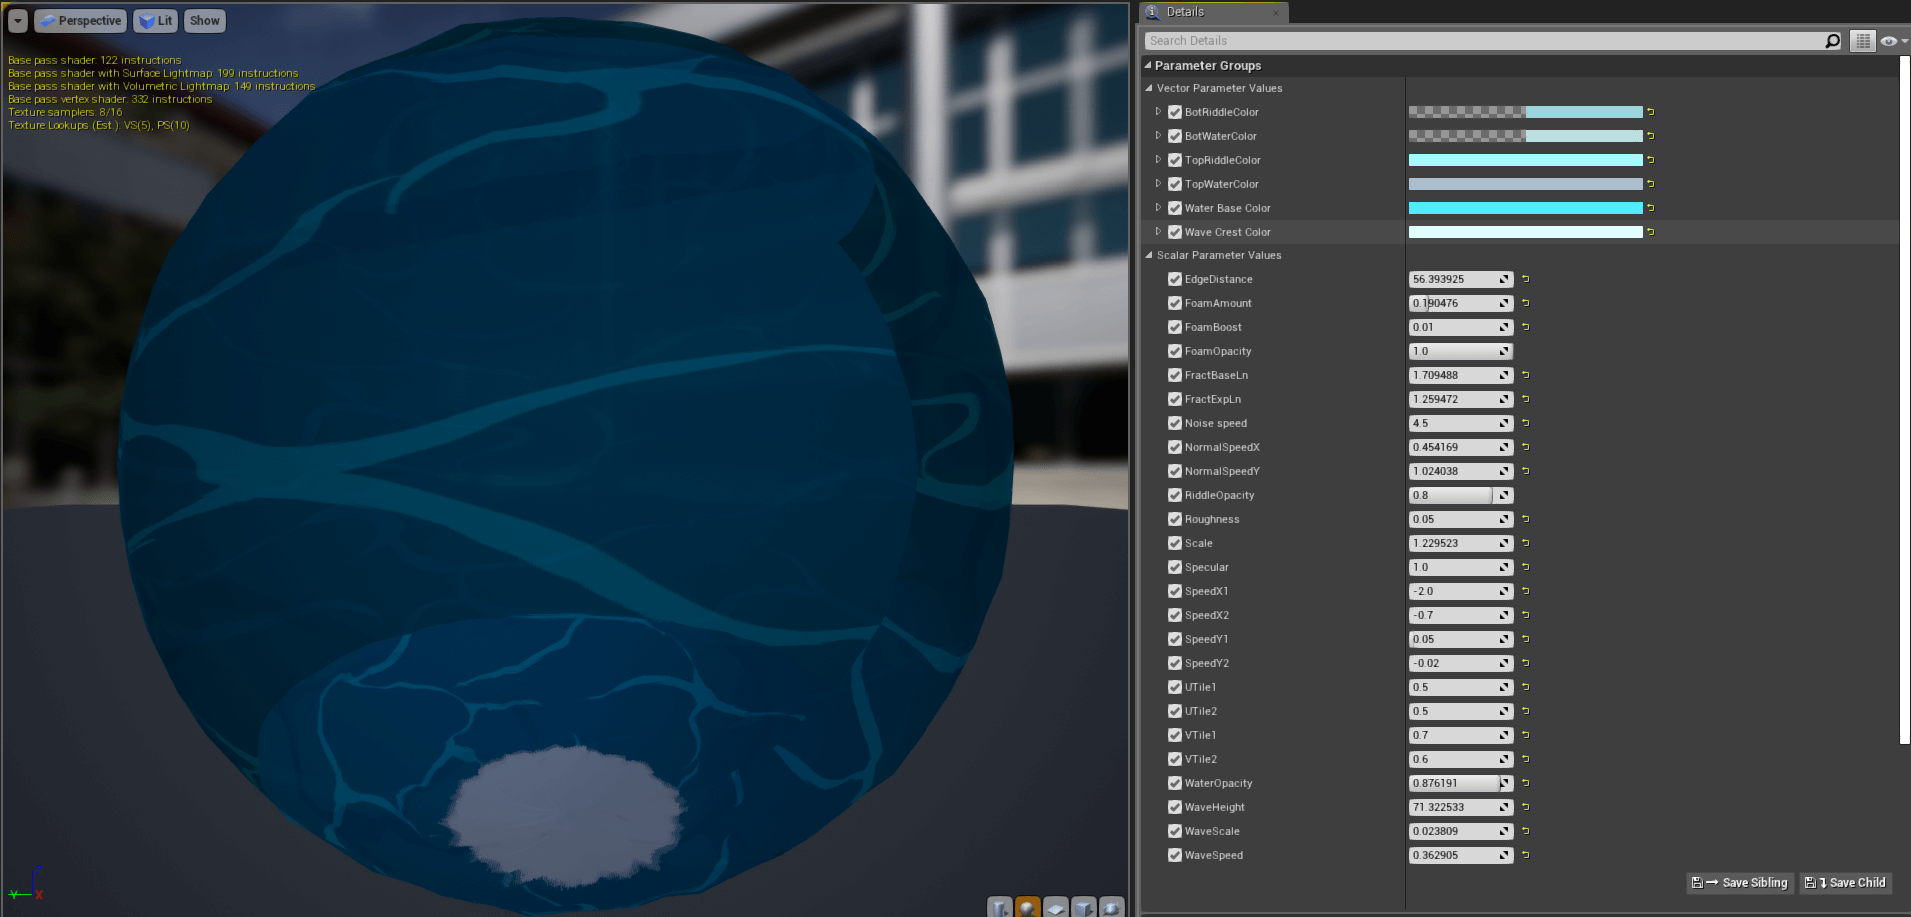 Perspective Lit Show
Base pass shader: 122 instructions
Base pass shader with Surface Lightmap: 199 instructions
Base pass shader with Volumetric Lightmap: 149 instructions
Base pass vertex shader: 332 instructions
Texture samplers: 8/16
Texture Lookups (Est.): VS(5), PS(10)
Z
Y X
Details
Search Details
Parameter Groups
Vector Parameter Values
BotRiddleColor
BotWaterColor
TopRiddleColor
TopWaterColor
Water Base Color
Wave Crest Color
Scalar Parameter Values
EdgeDistance 56.393925
FoamAmount 0.190476
FoamBoost 0.01
FoamOpacity 1.0
FractBaseLn 1.709488
FractExpLn 1.259472
Noise speed 4.5
NormalSpeedX 0.454169
NormalSpeedY 1.024038
RiddleOpacity 0.8
Roughness 0.05
Scale 1.229523
Specular 1.0
SpeedX1 -2.0
SpeedX2 -0.7
SpeedY1 0.05
SpeedY2 -0.02
UTile1 0.5
UTile2 0.5
VTile1 0.7
VTile2 0.6
WaterOpacity 0.876191
WaveHeight 71.322533
WaveScale 0.023809
WaveSpeed 0.362905
Save Sibling Save Child